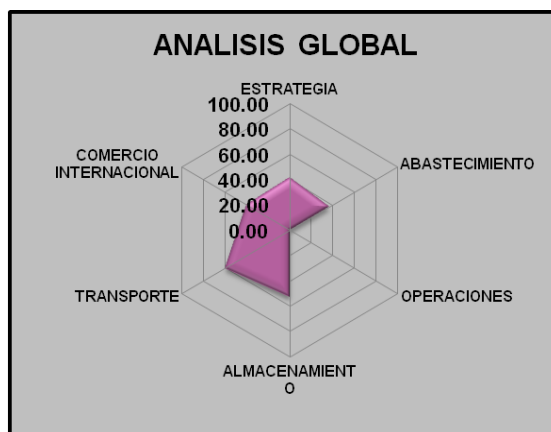 ANALISIS GLOBAL
ESTRATEGIA
100.00
80.00
60.00
40.00
20.00
0.00
COMERCIO
INTERNACIONAL
ABASTECIMIENTO
TRANSPORTE
OPERACIONES
ALMACENAMIENT
O